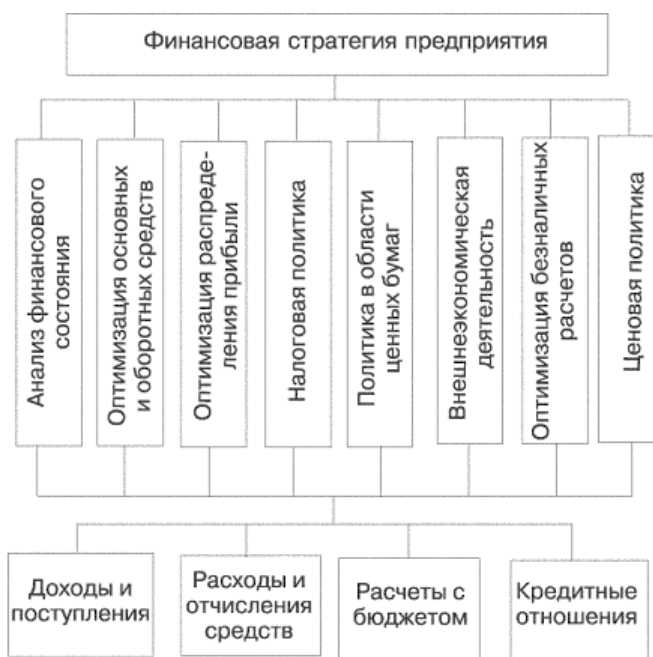 Финансовая стратегия предприятия
Анализ финансового
состояния
Оптимизация основных
и оборотных средств
Оптимизация распреде-
ления прибыли
Налоговая политика
Политика в области
ценных бумаг
Внешнеэкономическая
деятельность
Оптимизация безналичных
расчетов
Ценовая политика
Доходы и
поступления
Расходы и
отчисления
средств
Расчеты с
бюджетом
Кредитные
отношения